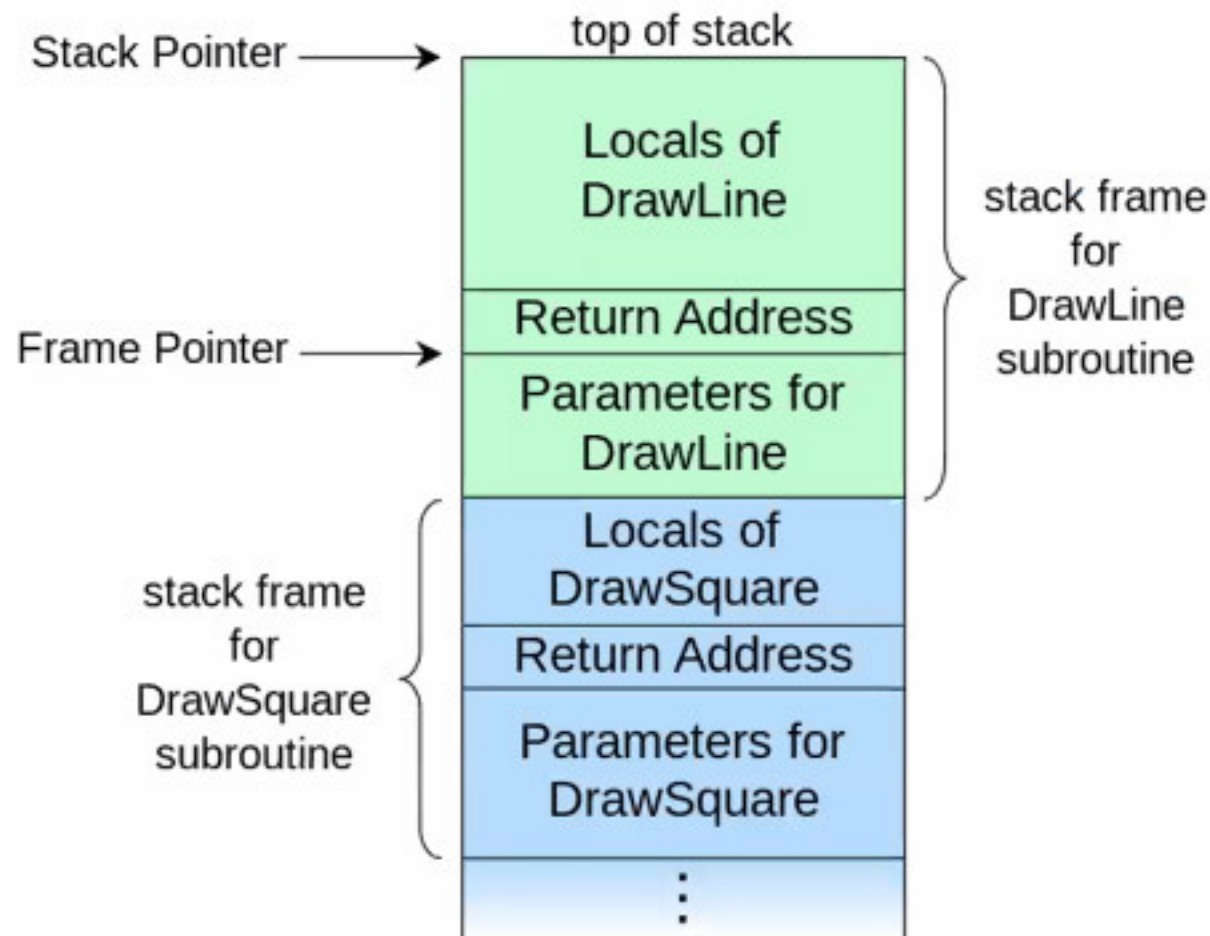 top of stack
Stack Pointer
Locals of
DrawLine
stack frame
for
DrawLine
subroutine
Return Address
Frame Pointer
Parameters for
DrawLine
Locals of
DrawSquare
stack frame
for
DrawSquare
subroutine
Return Address
Parameters for
DrawSquare